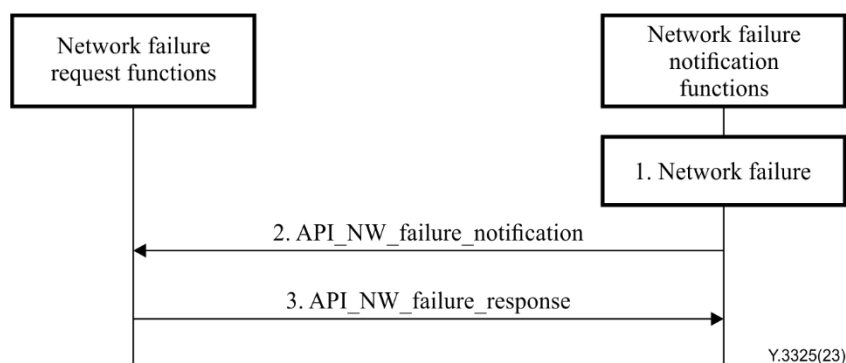 Network failure
request functions
Network failure
notification
functions
1. Network failure
2. API_NW_failure_notification
3. API_NW_failure_response
Y.3325(23)